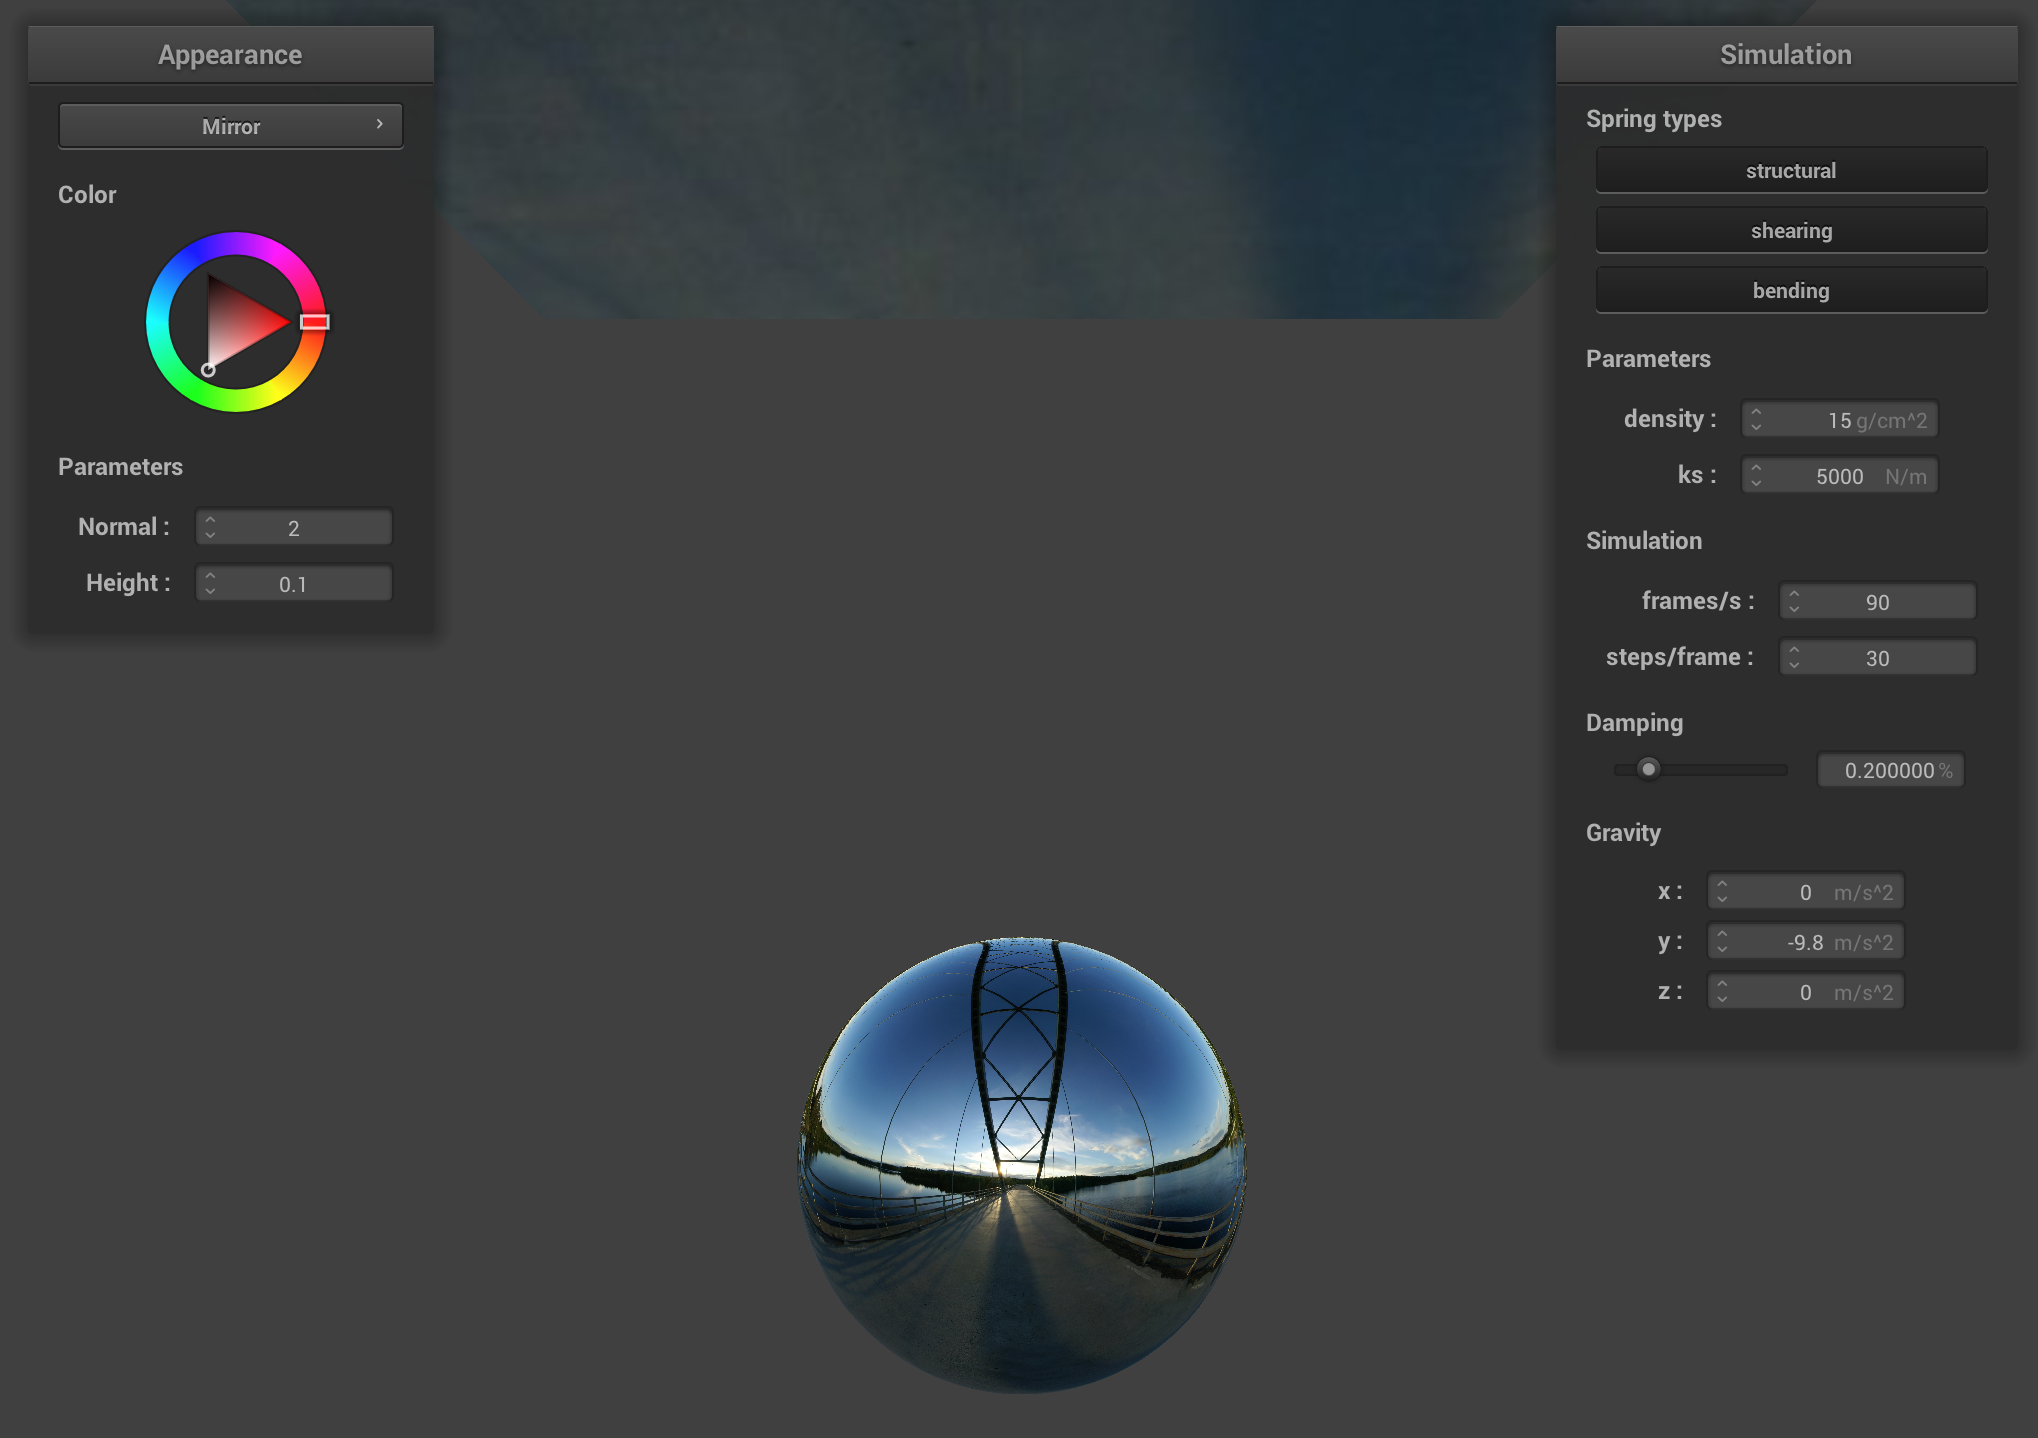 Appearance
Mirror
Color
Parameters
Normal : 2
Height : 0.1
Simulation
Spring types
structural
shearing
bending
Parameters
density : 15 g/cm^2
ks : 5000 N/m
Simulation
frames/s : 90
steps/frame : 30
Damping
0.200000 %
Gravity
x : 0 m/s^2
y : -9.8 m/s^2
z : 0 m/s^2